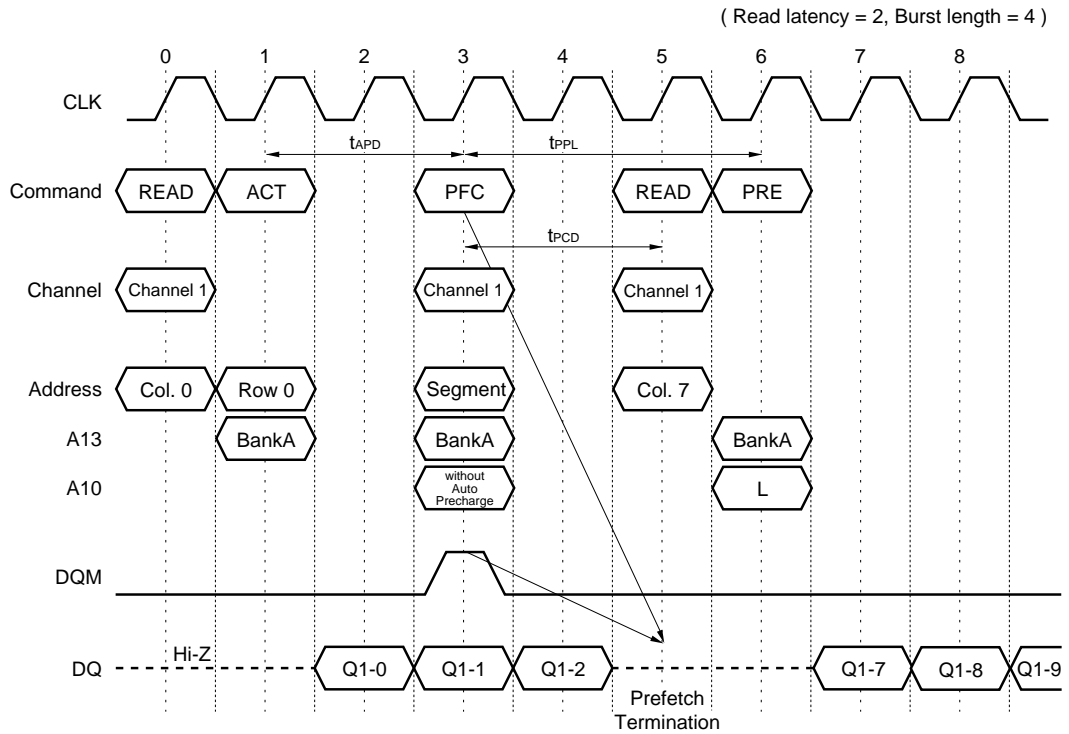 ( Read latency = 2, Burst length = 4 )
0 1 2 3 4 5 6 7 8
CLK
tAPD tPPL
Command READ ACT PFC READ PRE
tPCD
Channel Channel 1 Channel 1 Channel 1
Address Col. 0 Row 0 Segment Col. 7
A13 BankA BankA BankA
without
A10 Auto L
Precharge
DQM
Hi-Z
DQ Q1-0 Q1-1 Q1-2 Q1-7 Q1-8 Q1-9
Prefetch
Termination